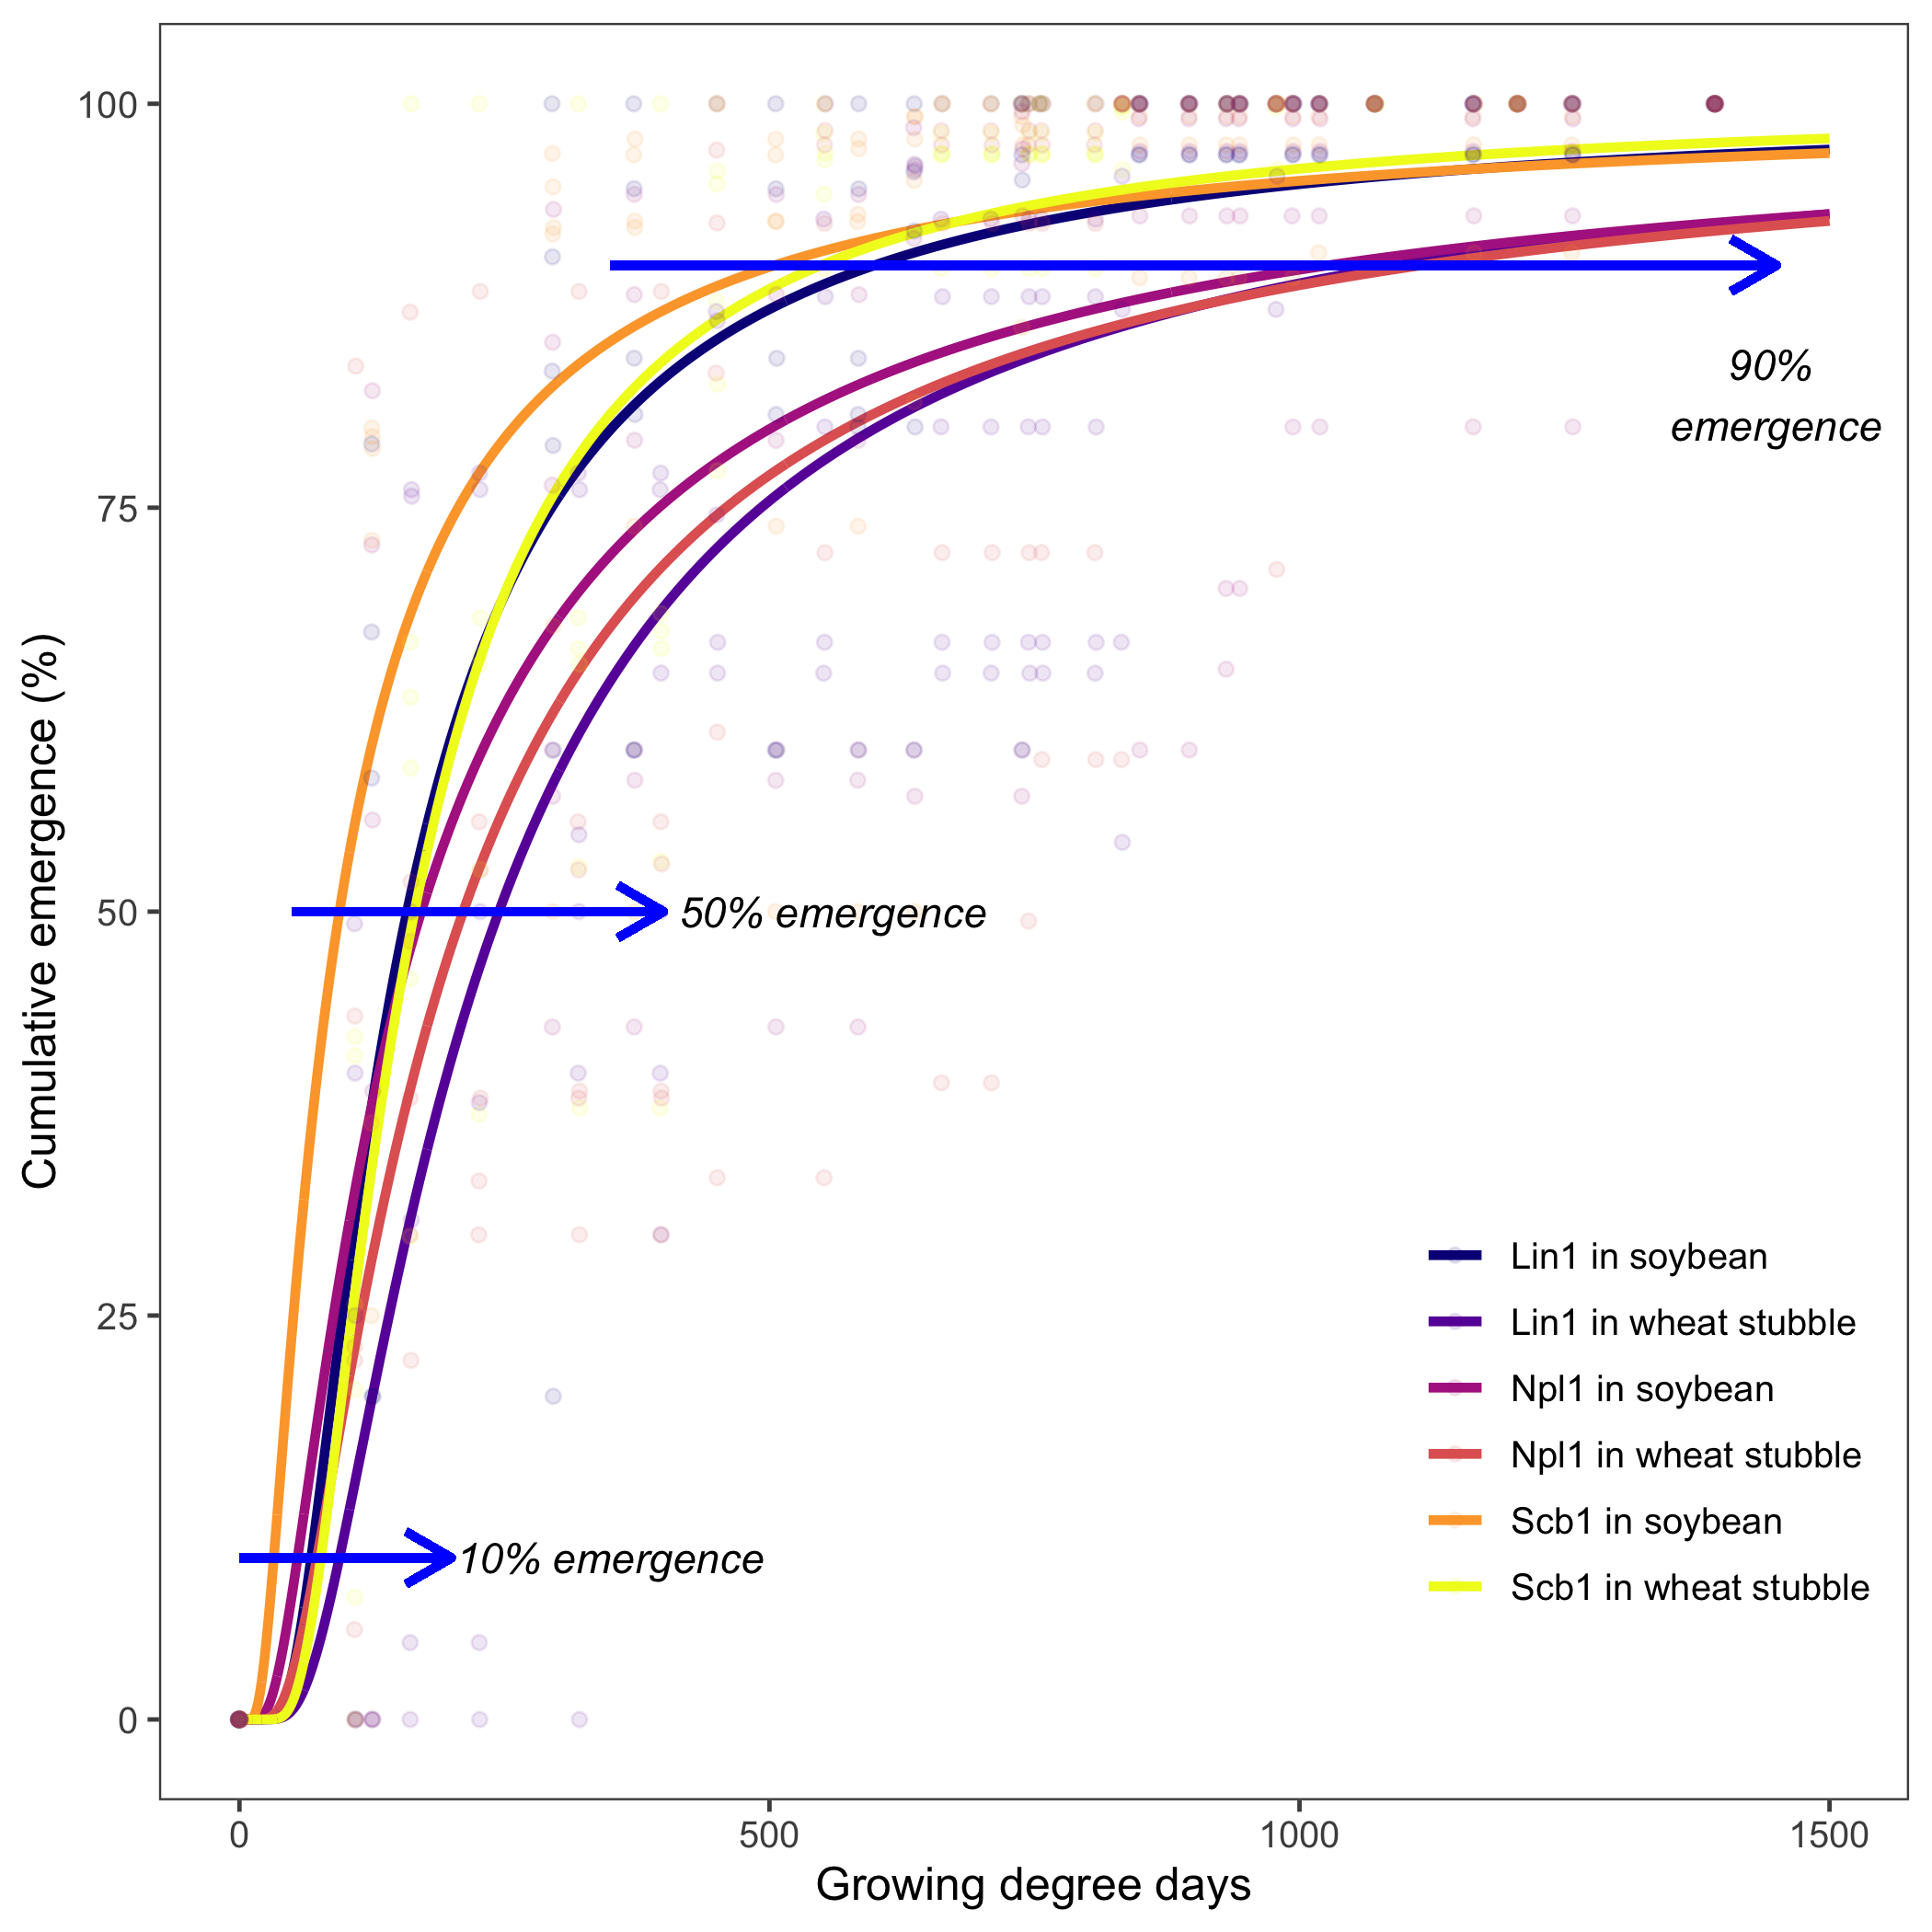 100
75
50
25
0
Cumulative emergence (%)
90%
emergence
50% emergence
10% emergence
Lin1 in soybean
Lin1 in wheat stubble
Npl1 in soybean
Npl1 in wheat stubble
Scb1 in soybean
Scb1 in wheat stubble
0
500
1000
1500
Growing degree days